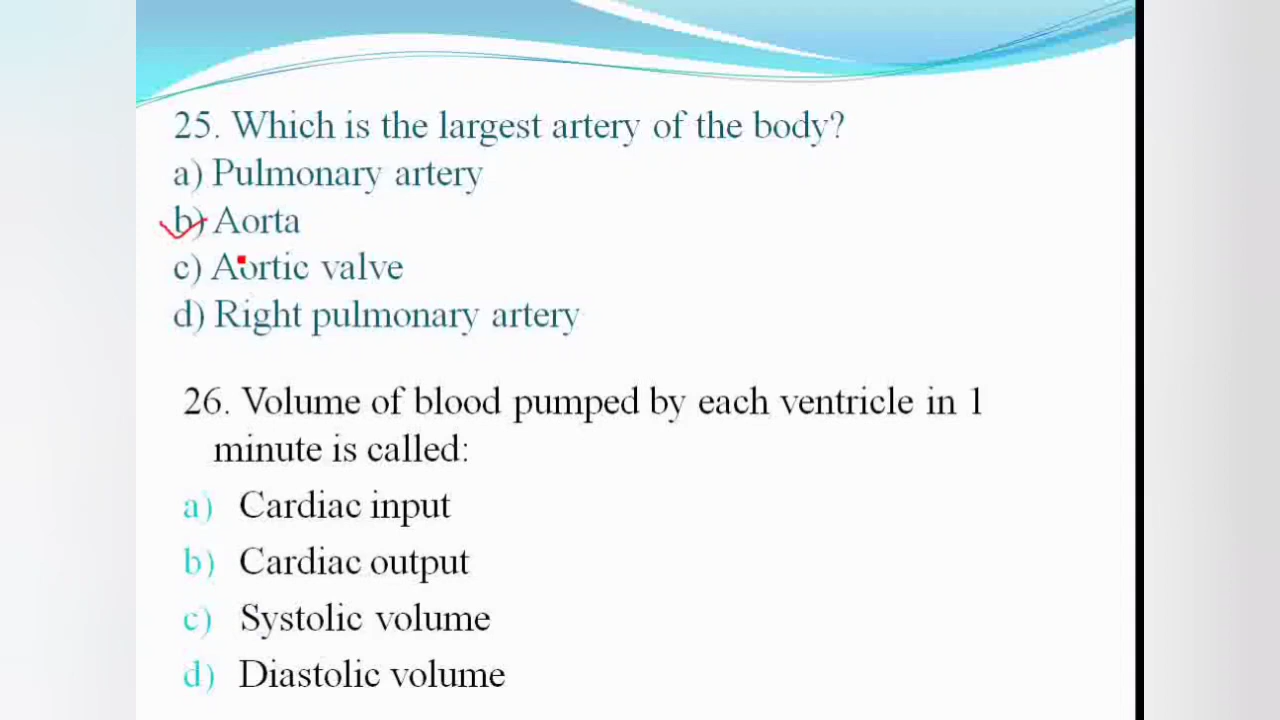 25. Which is the largest artery of the body?
a) Pulmonary artery
b) Aorta
c) Aortic valve
d) Right pulmonary artery
26. Volume of blood pumped by each ventricle in 1
minute is called:
a) Cardiac input
b) Cardiac output
c) Systolic volume
d) Diastolic volume